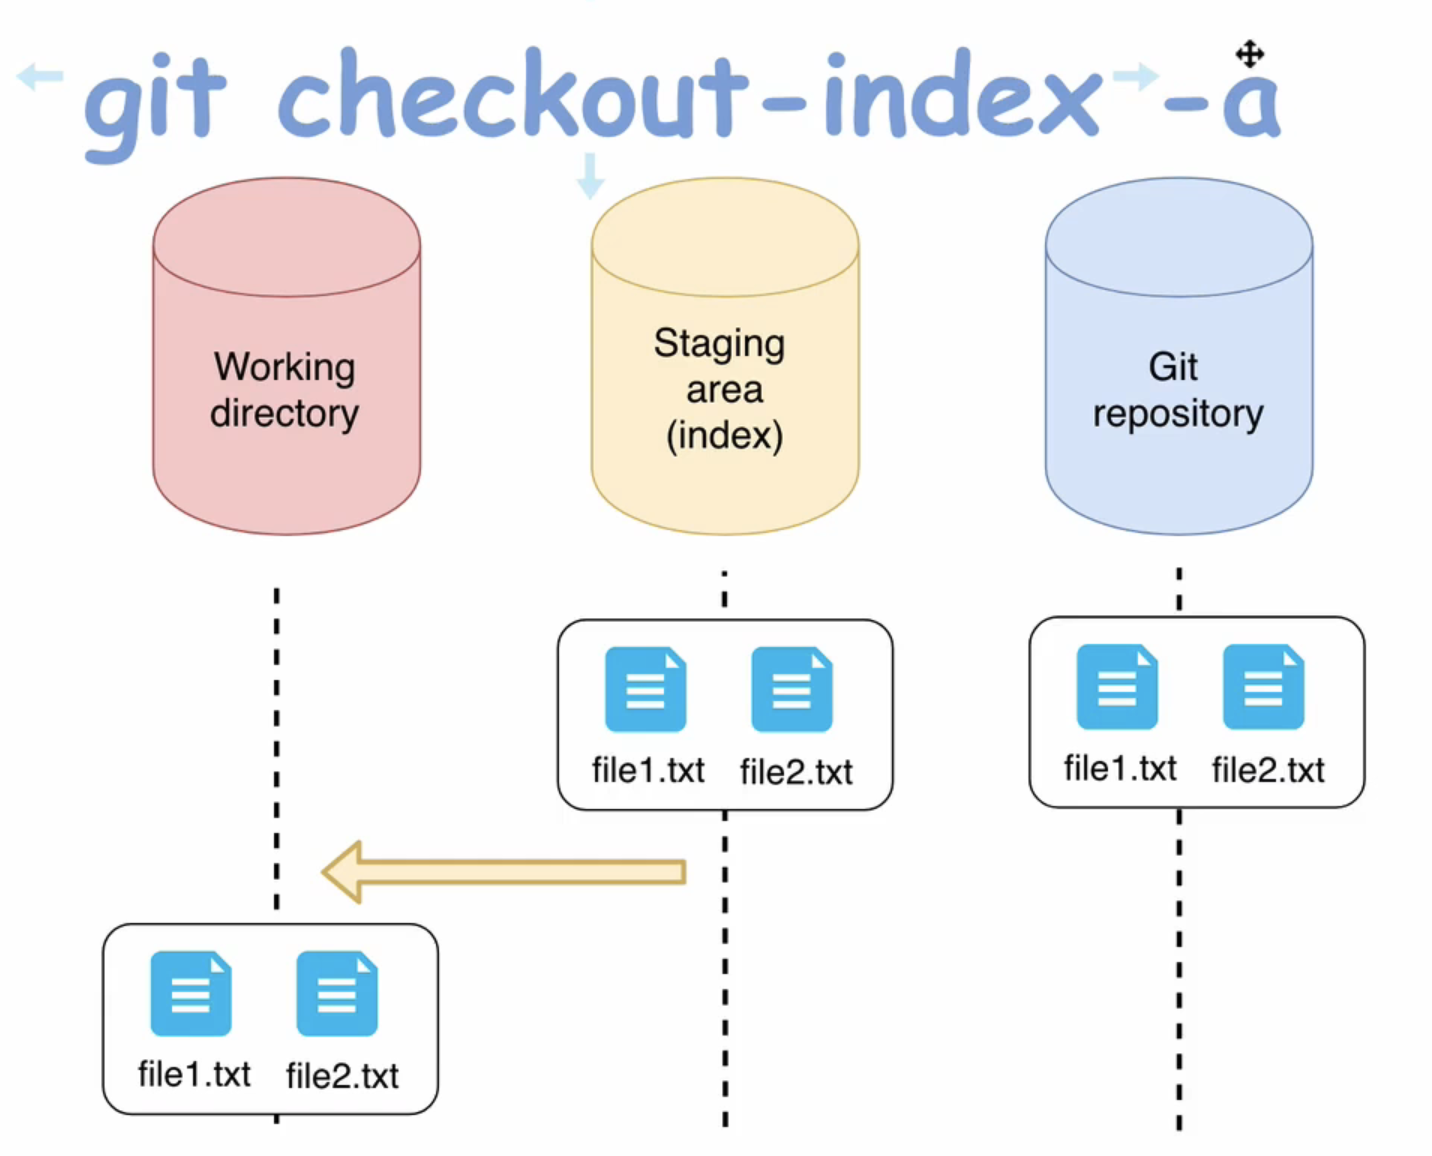 git checkout-index -a
Working
directory
Staging
area
(index)
Git
repository
file1.txt file2.txt
file1.txt file2.txt
file1.txt file2.txt